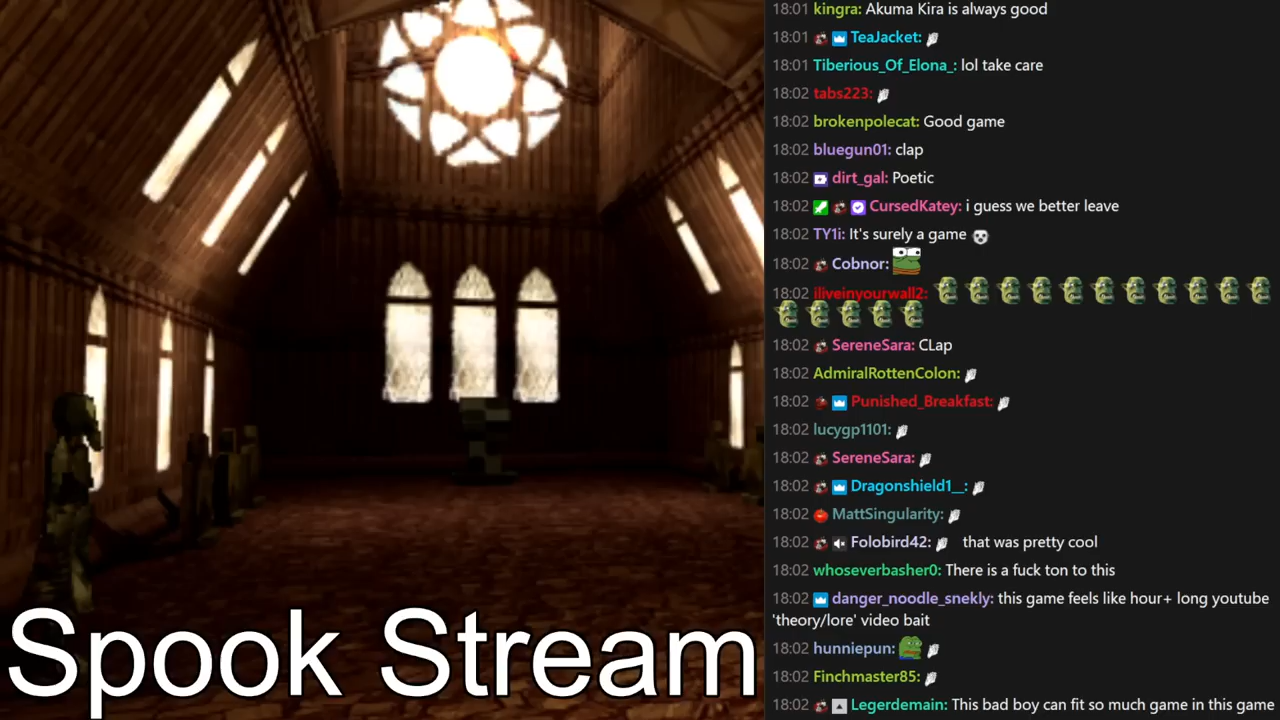 18:01 kingra: Akuma Kira is always good
18:01 TeaJacket:
18:01 Tiberious_Of_Elona_: lol take care
18:02 tabs223:
18:02 brokenpolecat: Good game
18:02 bluegun01: clap
18:02 dirt_gal: Poetic
18:02 CursedKatey: i guess we better leave
18:02 TY1i: It's surely a game
18:02 Cobnor:
18:02 iliveinyourwall2:
18:02 SereneSara: CLap
18:02 AdmiralRottenColon:
18:02 Punished_Breakfast:
18:02 lucygp1101:
18:02 SereneSara:
18:02 Dragonshield1__:
18:02 MattSingularity:
18:02 Folobird42: that was pretty cool
18:02 whoseverbasher0: There is a fuck ton to this
18:02 danger_noodle_snekly: this game feels like hour+ long youtube
'theory/lore' video bait
18:02 hunniepun:
18:02 Finchmaster85:
18:02 Legerdemain: This bad boy can fit so much game in this game
Spook Stream